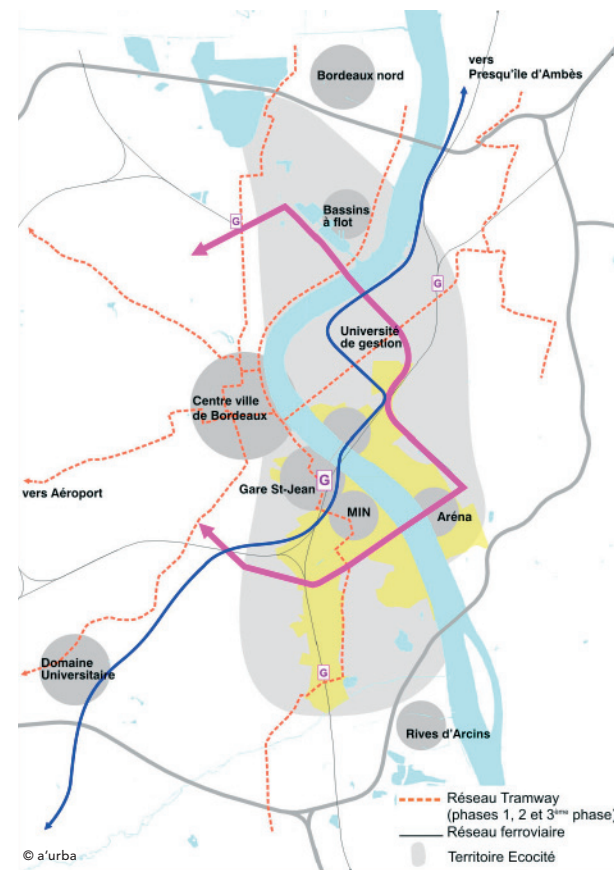 Bordeaux nord
vers
Presqu'île d'Ambès
G
Bassins
à flot
G
Université
de gestion
Centre ville
de Bordeaux
vers Aéroport
Gare St-Jean
G
MIN
Aréna
Domaine
Universitaire
G
Rives d'Arcins
Réseau Tramway
(phases 1, 2 et 3ème phase)
Réseau ferroviaire
Territoire Ecocité
© a'urba